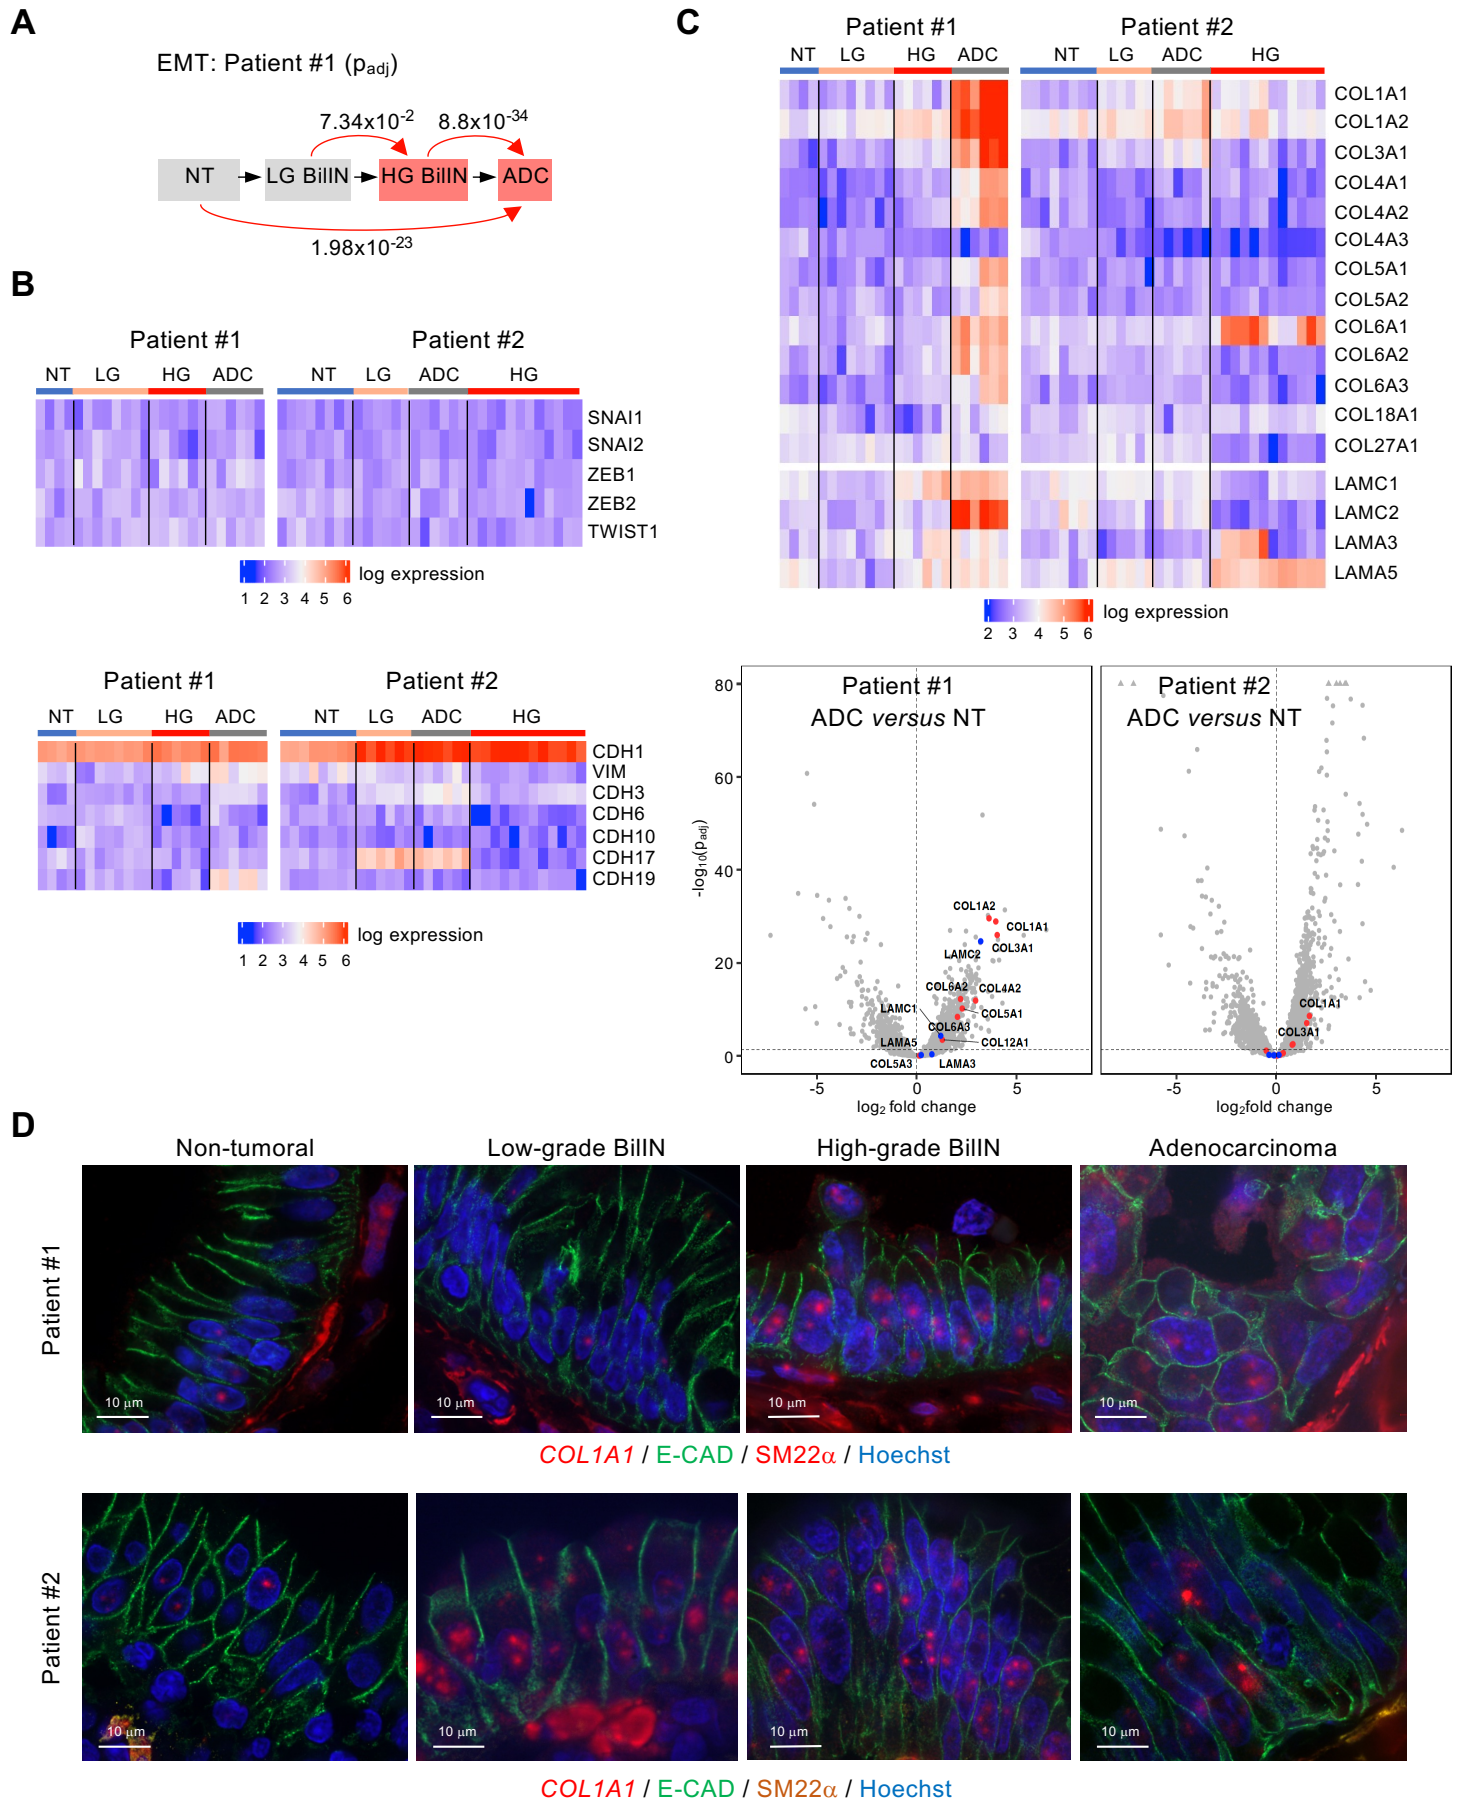 A
EMT: Patient #1 (padj)
7.34x10-2 8.8x10-34
NT LG BillN HG BillN ADC
1.98x10-23
B
Patient #1 Patient #2
NT LG HG ADC NT LG ADC HG
SNAI1
SNAI2
ZEB1
ZEB2
TWIST1
log expression
1 2 3 4 5 6
Patient #1 Patient #2
NT LG HG ADC NT LG ADC HG
CDH1
VIM
CDH3
CDH6
CDH10
CDH17
CDH19
log expression
1 2 3 4 5 6
C
Patient #1 Patient #2
NT LG HG ADC NT LG ADC HG
COL1A1
COL1A2
COL3A1
COL4A1
COL4A2
COL4A3
COL5A1
COL5A2
COL6A1
COL6A2
COL6A3
COL18A1
COL27A1
LAMC1
LAMC2
LAMA3
LAMA5
log expression
2 3 4 5 6
Patient #1
ADC versus NT
80
60
40
20
0
-log10(padj)
COL1A2
COL1A1
COL3A1
LAMC2
COL6A2 COL4A2
LAMC1
COL5A1
COL6A3
LAMA5 COL12A1
COL5A3 LAMA3
-5 0 5
log2 fold change
Patient #2
ADC versus NT
COL1A1
COL3A1
-5 0 5
log2fold change
D
Non-tumoral Low-grade BillN High-grade BillN Adenocarcinoma
Patient #1
10 μm 10 μm 10 μm 10 μm
COL1A1 / E-CAD / SM22α / Hoechst
Patient #2
10 μm 10 μm 10 μm 10 μm
COL1A1 / E-CAD / SM22α / Hoechst